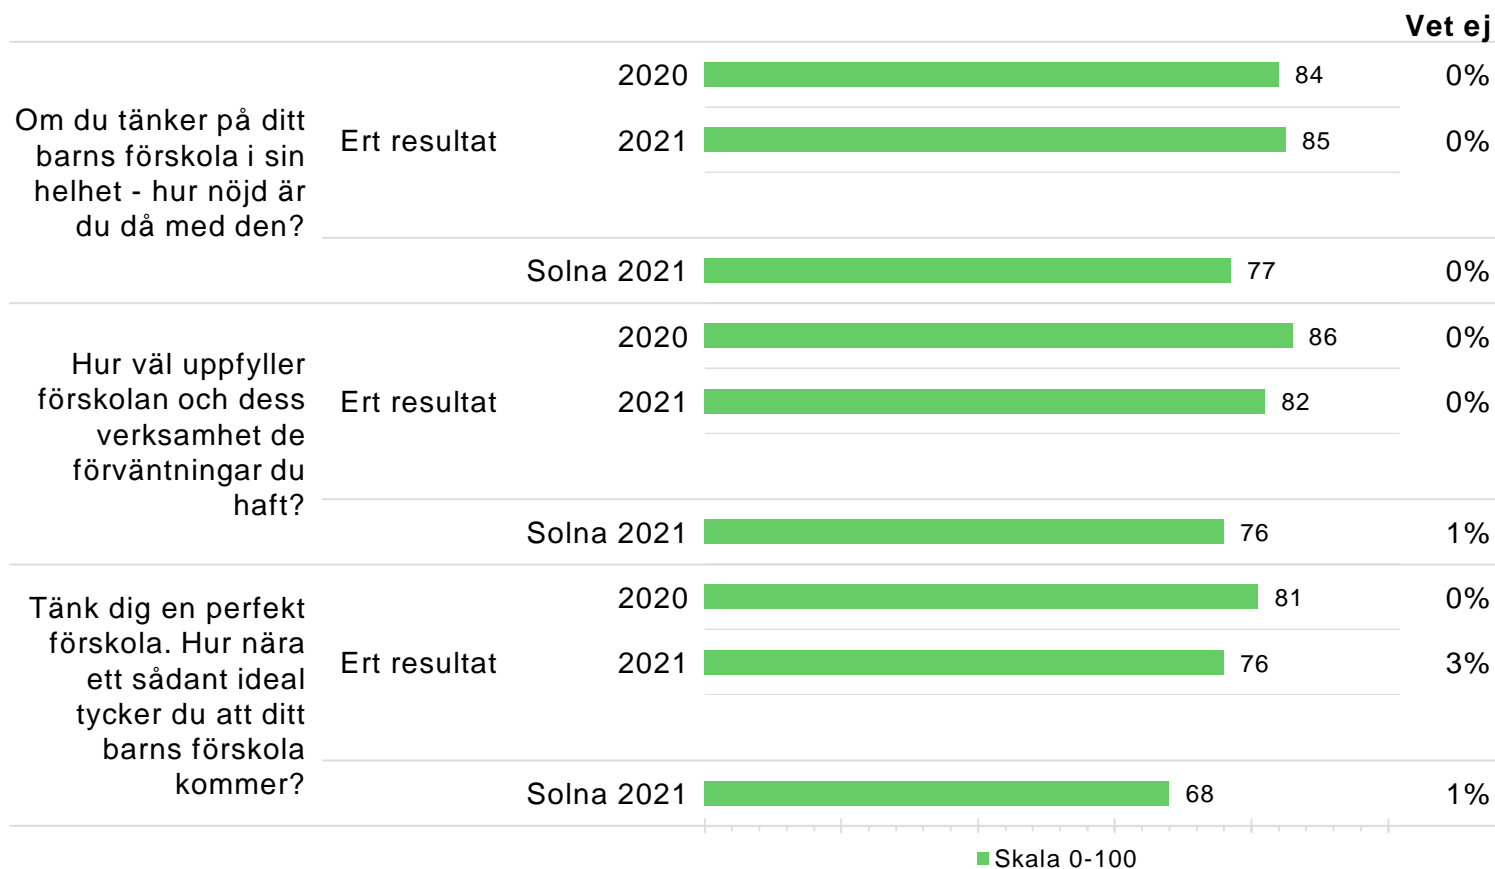 Vet ej
Om du tänker på ditt
barns förskola i sin
helhet - hur nöjd är
du då med den?
Ert resultat
2020
84
0%
2021
85
0%
Solna 2021
77
0%
Hur väl uppfyller
förskolan och dess
verksamhet de
förväntningar du
haft?
Ert resultat
2020
86
0%
2021
82
0%
Solna 2021
76
1%
Tänk dig en perfekt
förskola. Hur nära
ett sådant ideal
tycker du att ditt
barns förskola
kommer?
Ert resultat
2020
81
0%
2021
76
3%
Solna 2021
68
1%
Skala 0-100